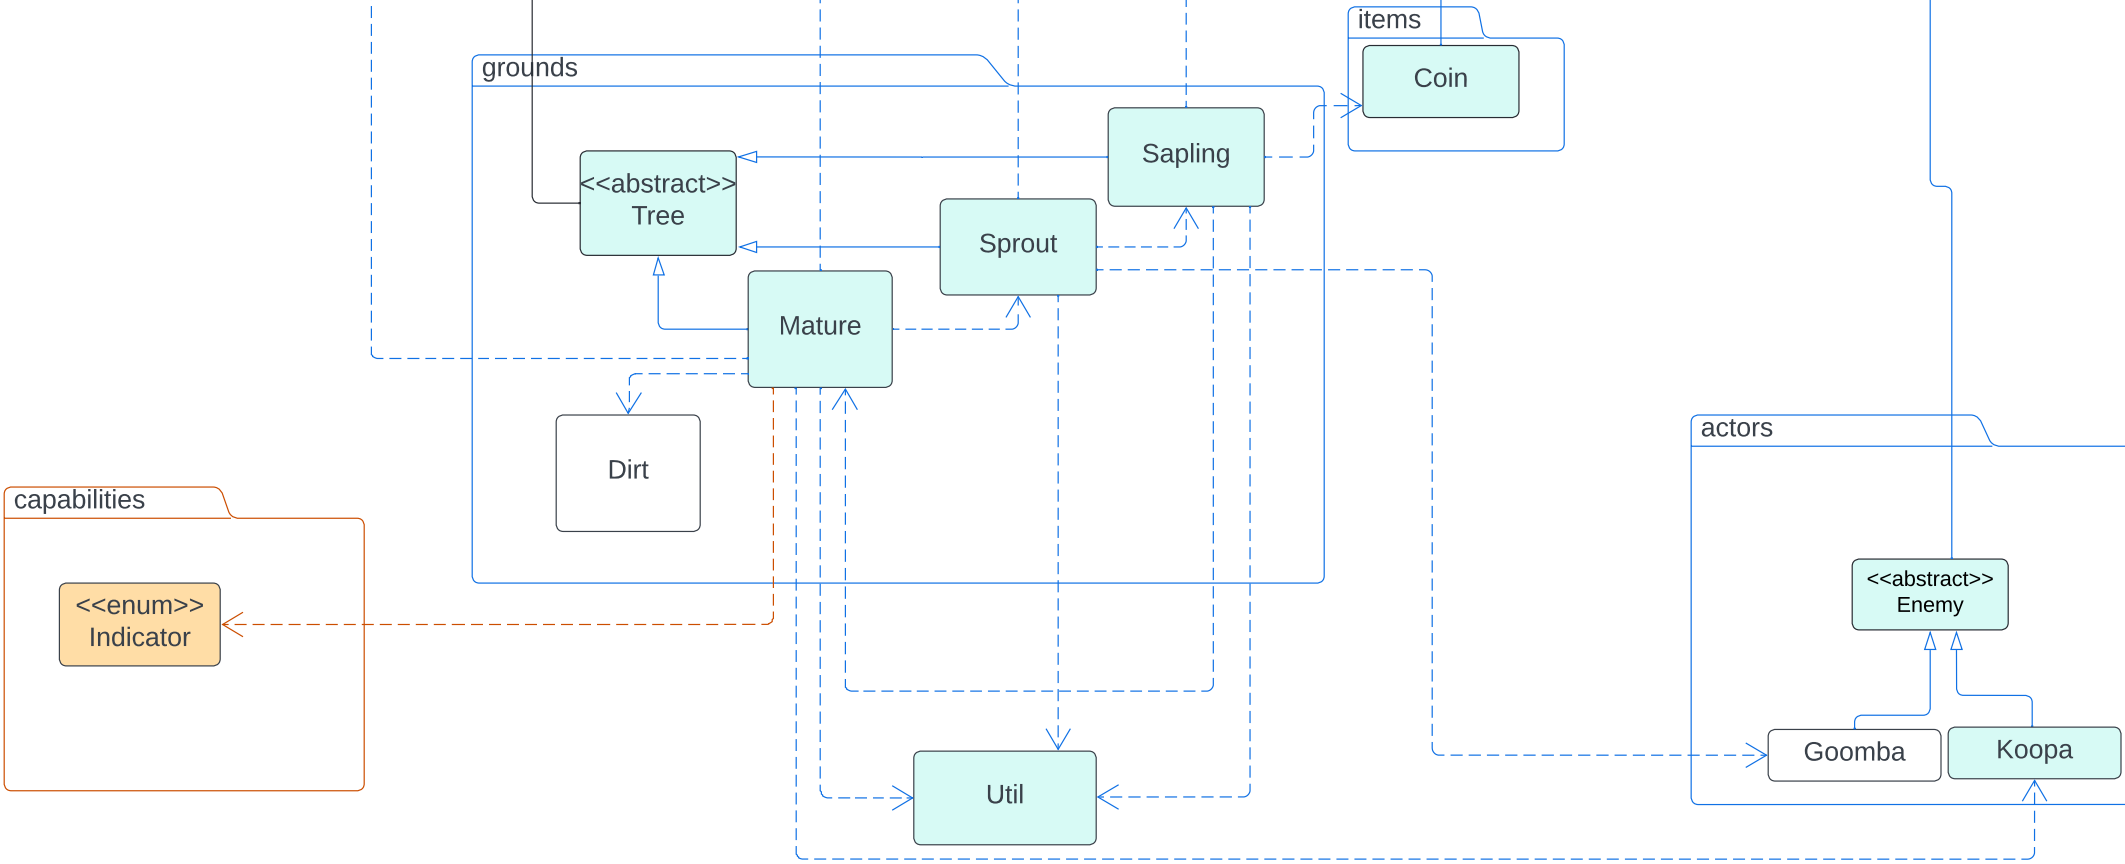 items
Coin
grounds
Sapling
<<abstract>>
Tree
Sprout
Mature
Dirt
actors
capabilities
<<enum>>
Indicator
<<abstract>>
Enemy
Goomba
Koopa
Util